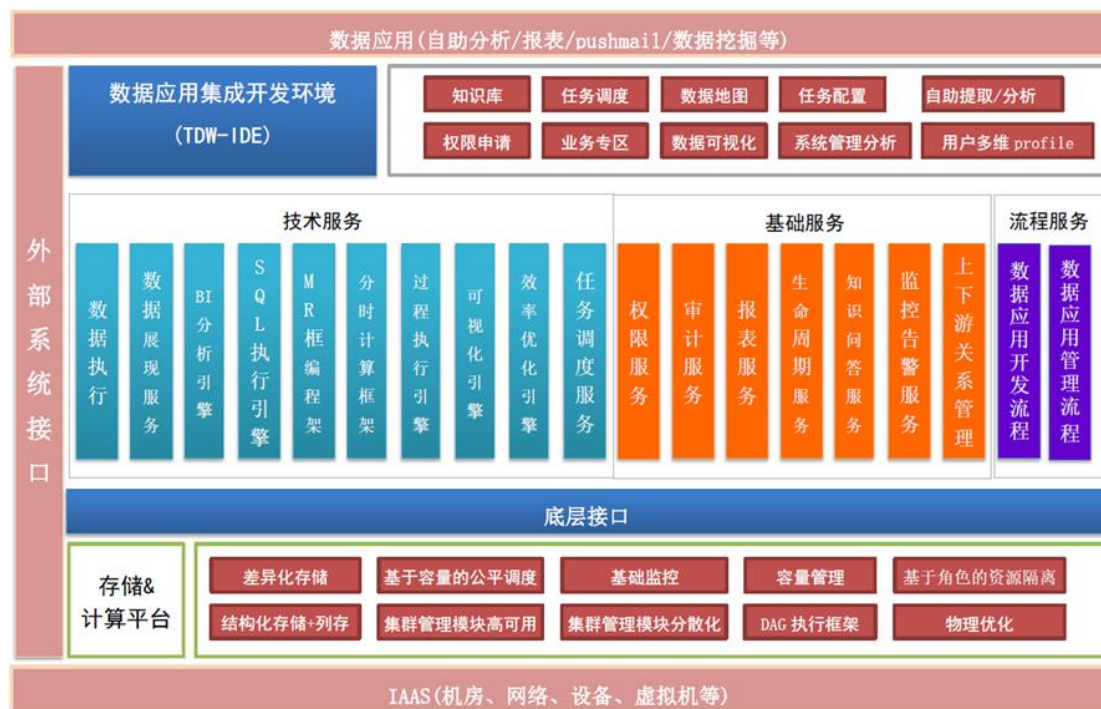 数据应用(自助分析/报表/pushmail/数据挖掘等)
外部系统接口
数据应用集成开发环境
(TDW-IDE)
知识库
任务调度
数据地图
任务配置
自助提取/分析
权限申请
业务专区
数据可视化
系统管理分析
用户多维 profile
技术服务
数据执行
数据展现服务
BI分析引擎
SQL执行引擎
MR框编程架
分时计算框架
过程执行引擎
可视化引擎
效率优化引擎
任务调度服务
基础服务
权限服务
审计服务
报表服务
生命周期服务
知识问答服务
监控告警服务
上下游关系管理
流程服务
数据应用开发流程
数据应用管理流程
底层接口
存储&
计算平台
差异化存储
基于容量的公平调度
基础监控
容量管理
基于角色的资源隔离
结构化存储+列存
集群管理模块高可用
集群管理模块分散化
DAG 执行框架
物理优化
IAAS(机房、网络、设备、虚拟机等)